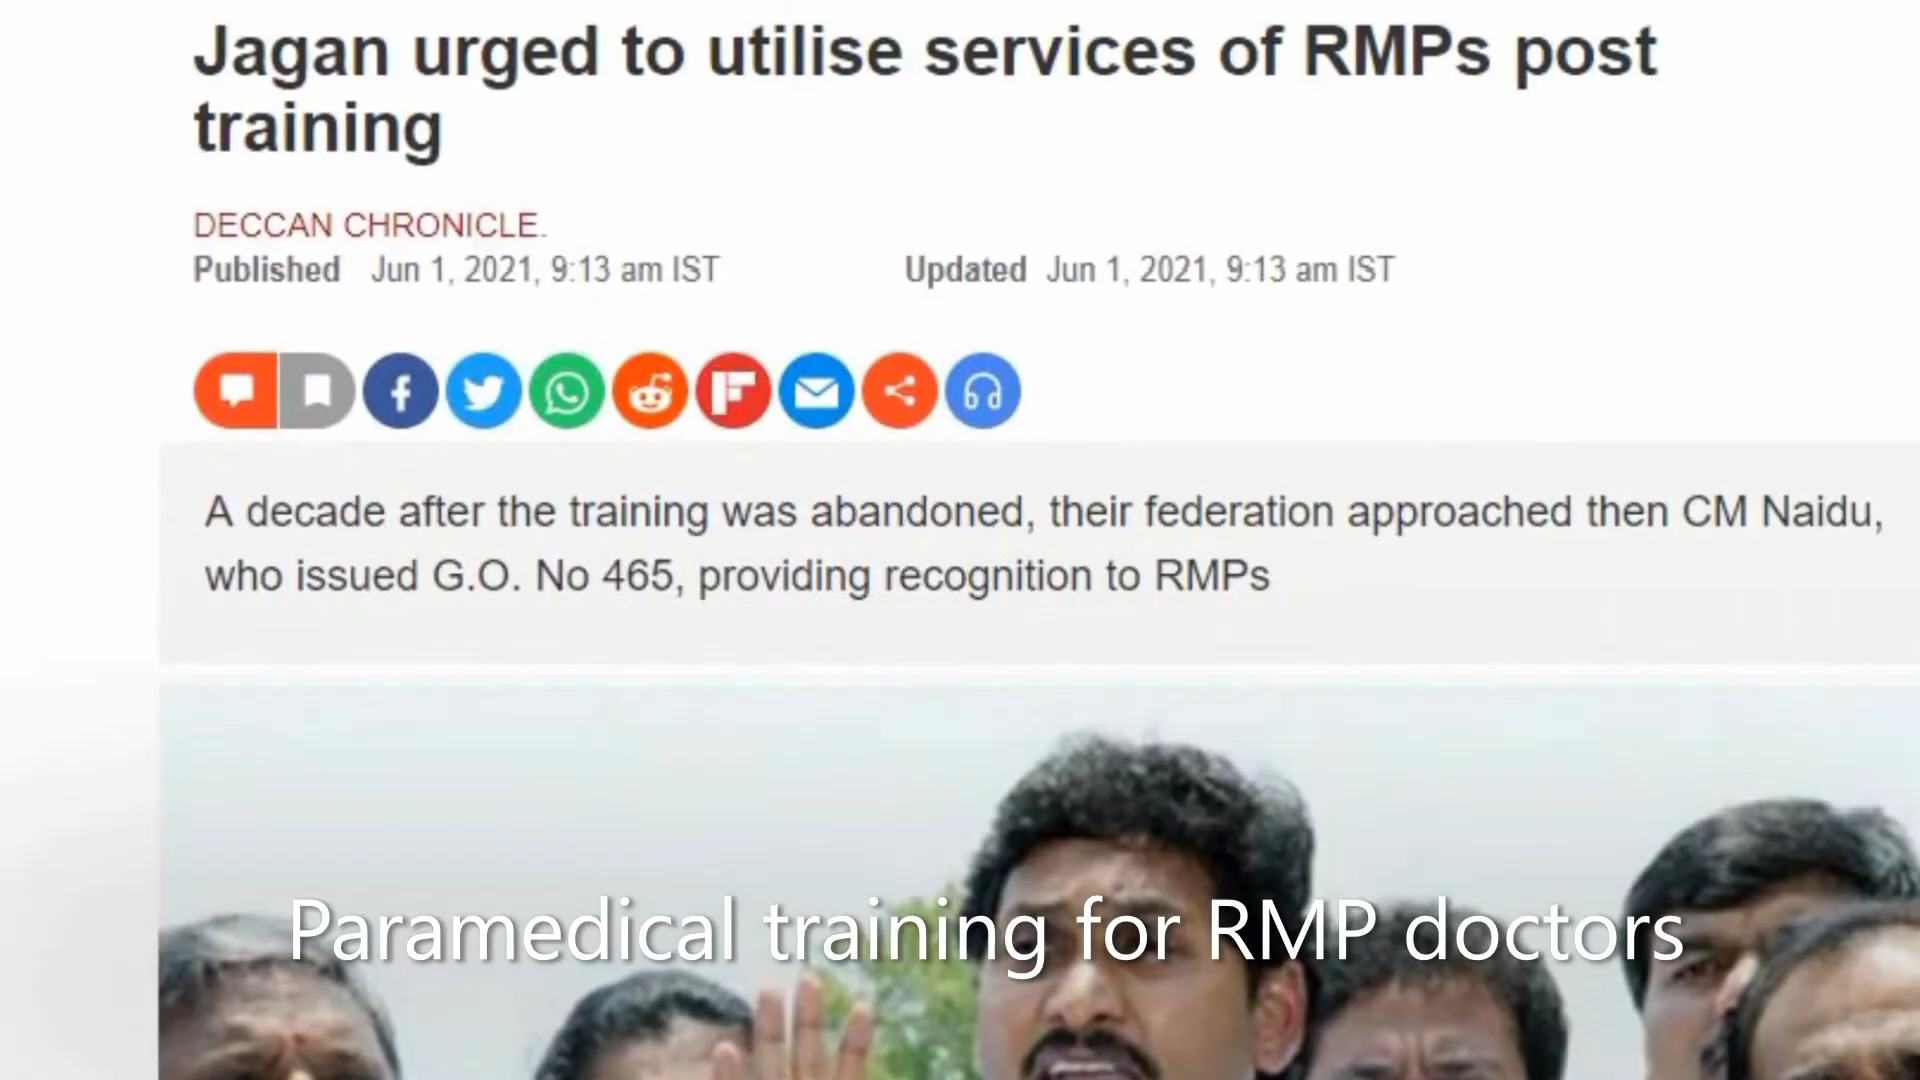 Jagan urged to utilise services of RMPs post
training
DECCAN CHRONICLE.
Published Jun 1, 2021, 9:13 am IST Updated Jun 1, 2021, 9:13 am IST
A decade after the training was abandoned, their federation approached then CM Naidu,
who issued G.O. No 465, providing recognition to RMPs
Paramedical training for RMP doctors